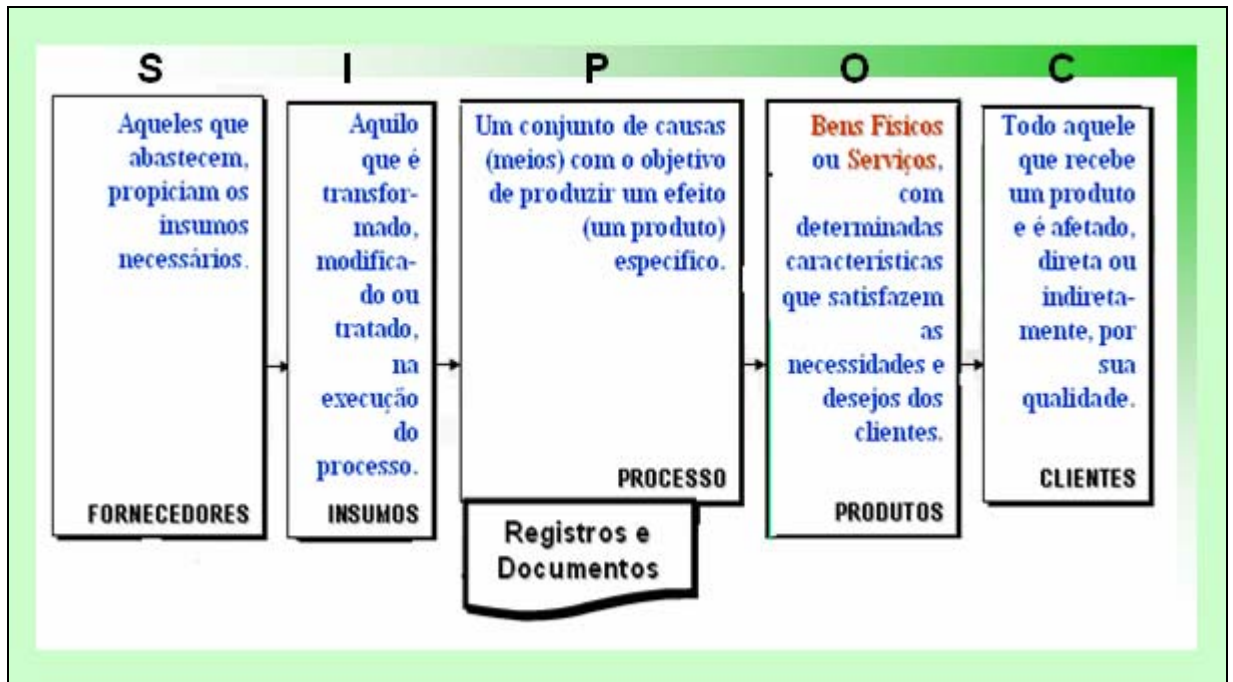 S
Aqueles que
abastecem,
propiciam os
insumos
necessários.
FORNECEDORES
I
Aquilo
que é
transfor-
mado,
modifica-
do ou
tratado,
na
execução
do
processo.
INSUMOS
P
Um conjunto de causas
(meios) com o objetivo
de produzir um efeito
(um produto)
especifico.
PROCESSO
Registros e
Documentos
O
Bens Físicos
ou Serviços,
com
determinadas
caracteristicas
que satisfazem
as
necessidades e
desejos dos
clientes.
PRODUTOS
C
Todo aquele
que recebe
um produto
e é afetado,
direta ou
indireta-
mente, por
sua
qualidade.
CLIENTES